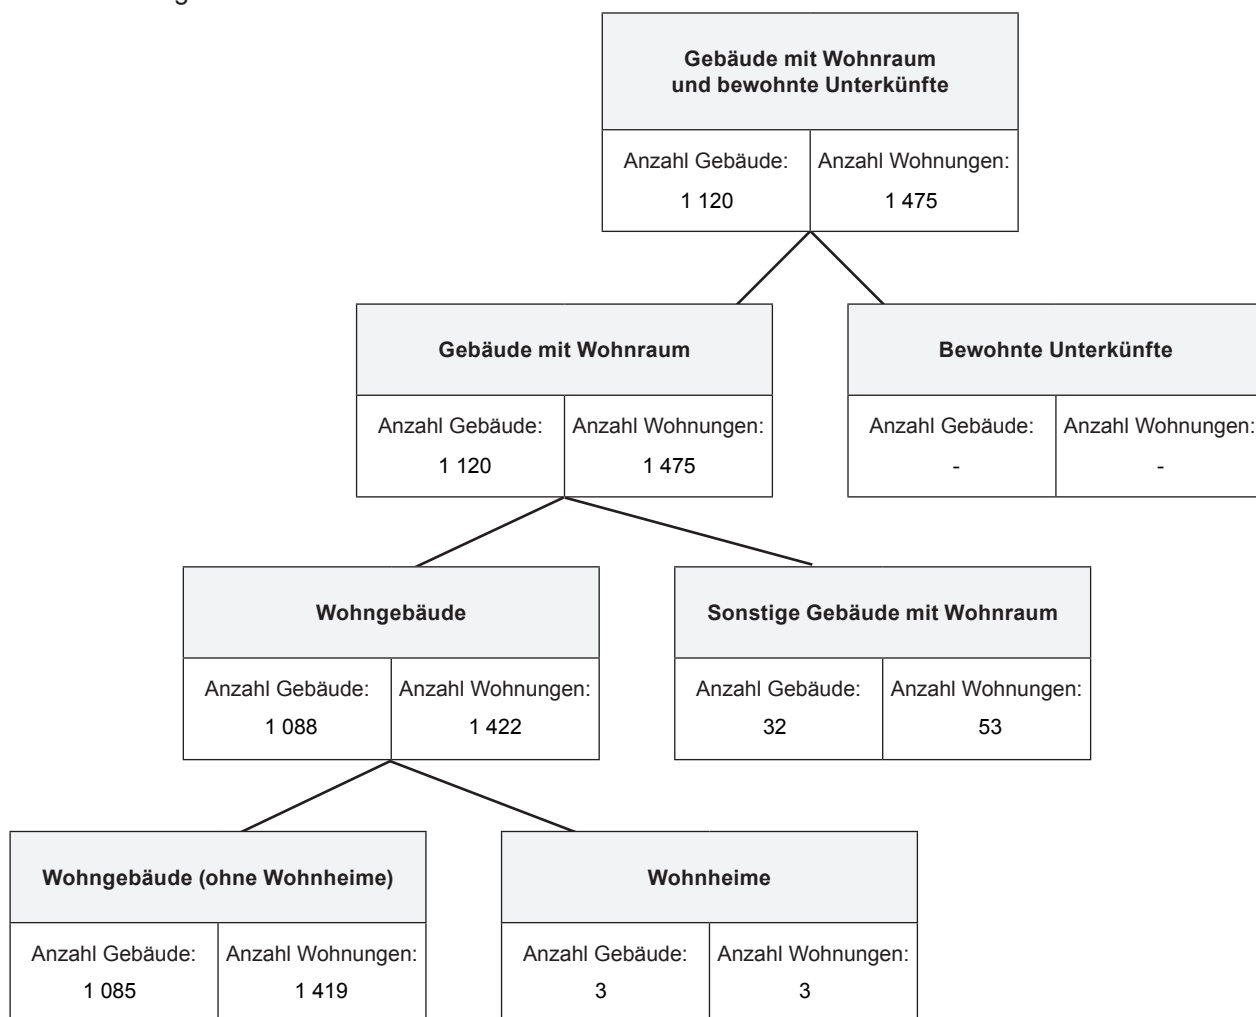 Gebäude mit Wohnraum
und bewohnte Unterkünfte
Anzahl Gebäude: Anzahl Wohnungen:
1 120 1 475
Gebäude mit Wohnraum Bewohnte Unterkünfte
Anzahl Gebäude: Anzahl Wohnungen: Anzahl Gebäude: Anzahl Wohnungen:
1 120 1 475 - -
Wohngebäude Sonstige Gebäude mit Wohnraum
Anzahl Gebäude: Anzahl Wohnungen: Anzahl Gebäude: Anzahl Wohnungen:
1 088 1 422 32 53
Wohngebäude (ohne Wohnheime) Wohnheime
Anzahl Gebäude: Anzahl Wohnungen: Anzahl Gebäude: Anzahl Wohnungen:
1 085 1 419 3 3